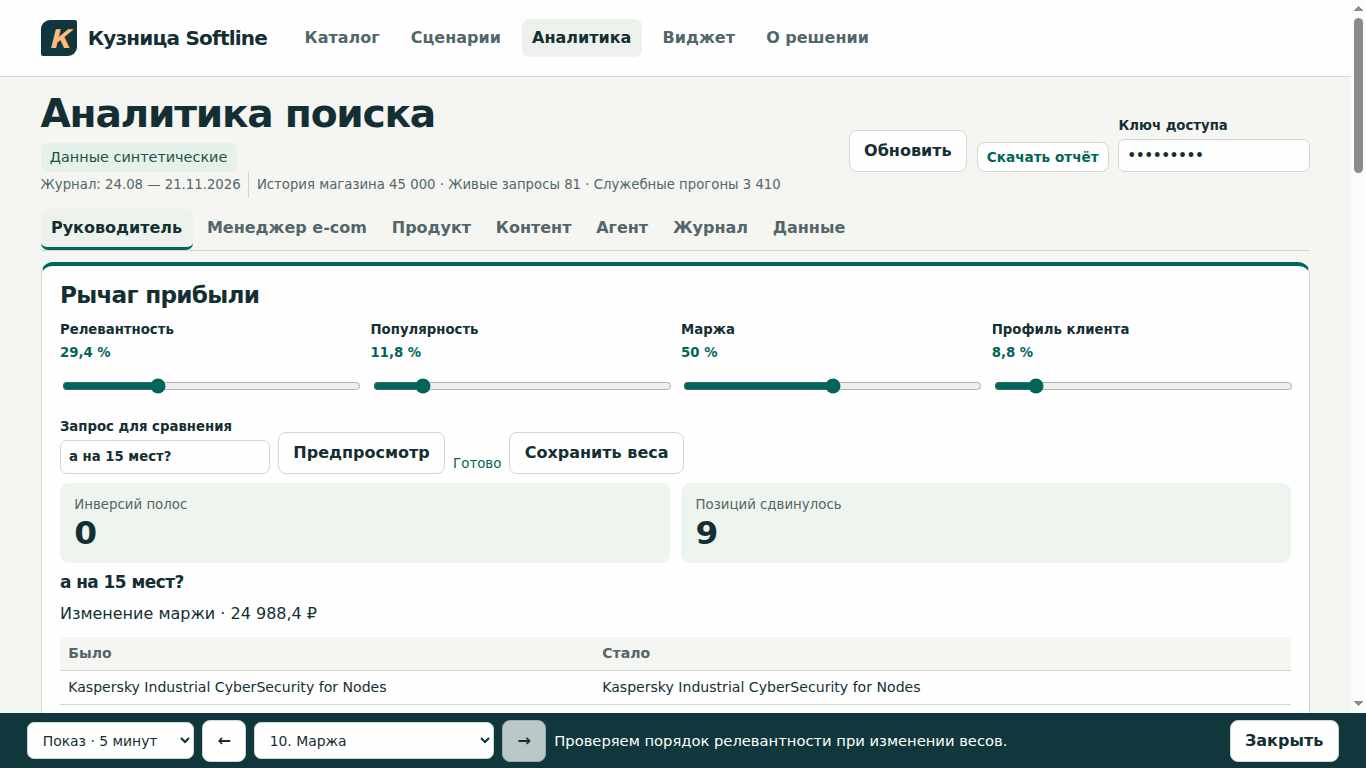 К Кузница Softline Каталог Сценарии Аналитика Виджет О решении
Аналитика поиска
Данные синтетические
Журнал: 24.08 — 21.11.2026 История магазина 45 000 · Живые запросы 81 · Служебные прогоны 3 410
Обновить Скачать отчёт
Ключ доступа
•••••••••
Руководитель Менеджер e-com Продукт Контент Агент Журнал Данные
Рычаг прибыли
Релевантность Популярность Маржа Профиль клиента
29,4 % 11,8 % 50 % 8,8 %
Запрос для сравнения
а на 15 мест? Предпросмотр Готово Сохранить веса
Инверсий полос Позиций сдвинулось
0 9
а на 15 мест?
Изменение маржи · 24 988,4 ₽
Было Стало
Kaspersky Industrial CyberSecurity for Nodes Kaspersky Industrial CyberSecurity for Nodes
Показ · 5 минут ← 10. Маржа → Проверяем порядок релевантности при изменении весов. Закрыть